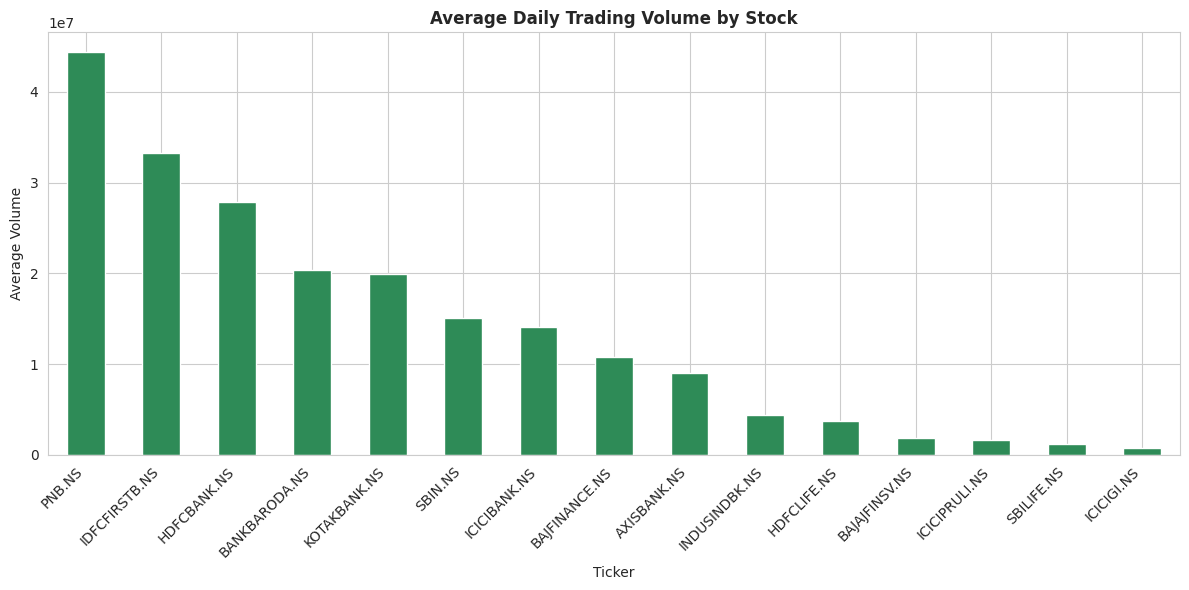 Average Daily Trading Volume by Stock
1e7
Average Volume
4
3
2
1
0
PNB.NS
IDFCFIRSTB.NS
HDFCBANK.NS
BANKBARODA.NS
KOTAKBANK.NS
SBIN.NS
ICICIBANK.NS
BAJFINANCE.NS
AXISBANK.NS
INDUSINDBK.NS
HDFCLIFE.NS
BAJAJFINSV.NS
ICICIPRULI.NS
SBILIFE.NS
ICICIGI.NS
Ticker